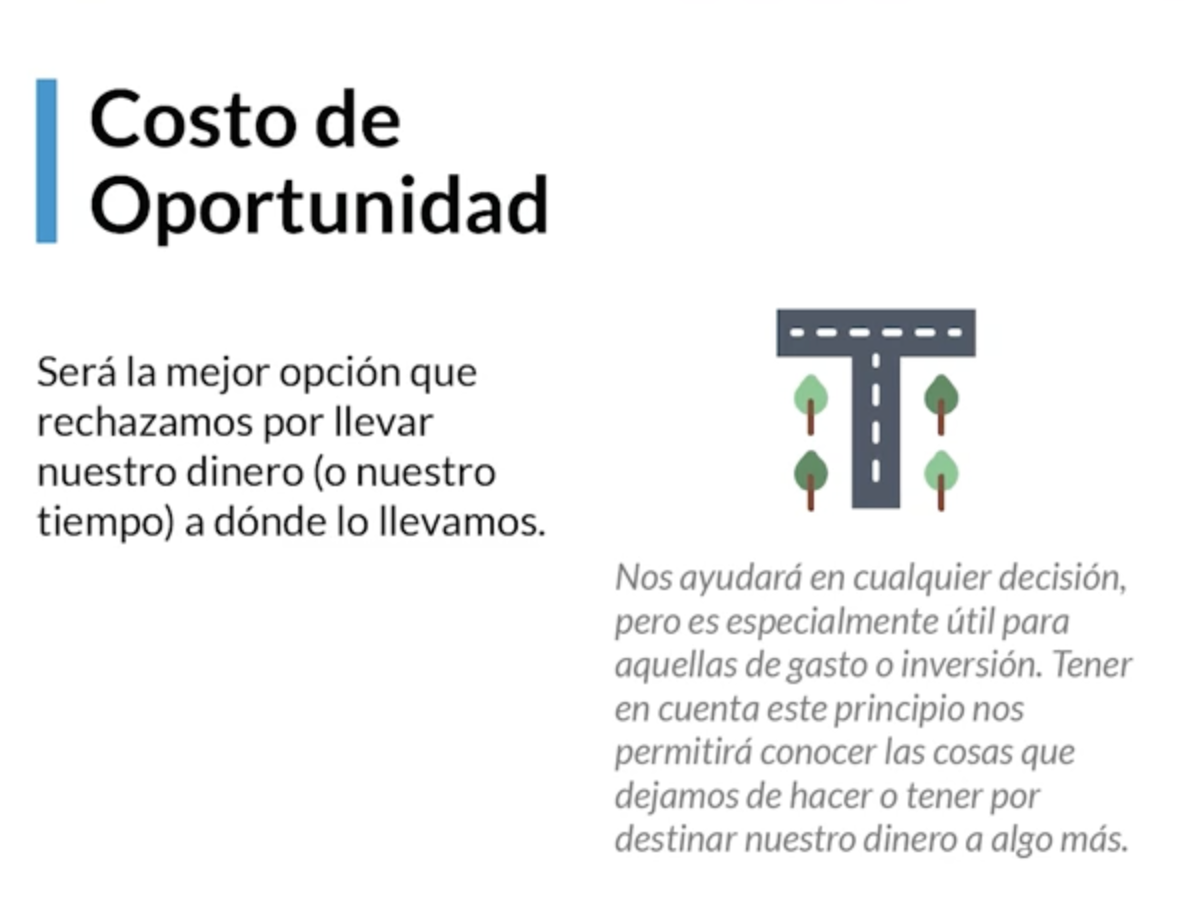 Costo de
Oportunidad
Será la mejor opción que
rechazamos por llevar
nuestro dinero (o nuestro
tiempo) a dónde lo llevamos.
Nos ayudará en cualquier decisión,
pero es especialmente útil para
aquellas de gasto o inversión. Tener
en cuenta este principio nos
permitirá conocer las cosas que
dejamos de hacer o tener por
destinar nuestro dinero a algo más.